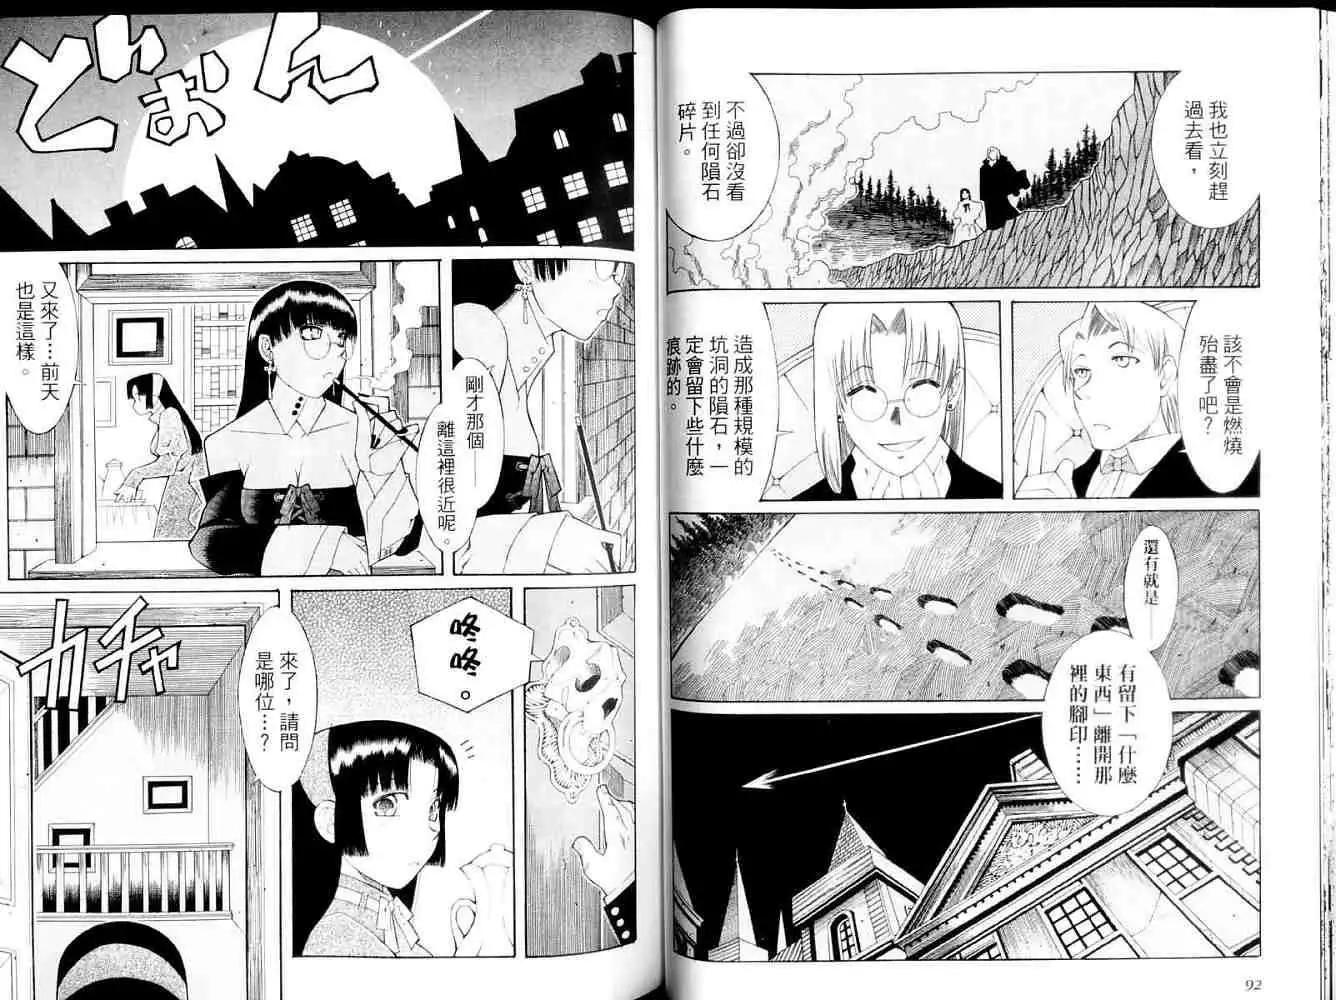 我也立刻趕
過去看，
不過卻沒看
到任何隕石
碎片。
該不會是燃燒
殆盡了吧？
造成那種規模的
坑洞的隕石，一
定會留下些什麼
痕跡的。
還有就是——
有留下「什麼
東西」離開那
裡的腳印……
92
どぉおん
剛才那個——
離這裡很近呢。
又來了…前天
也是這樣。
咚咚。
來了，請問
是哪位…？
ガチャ